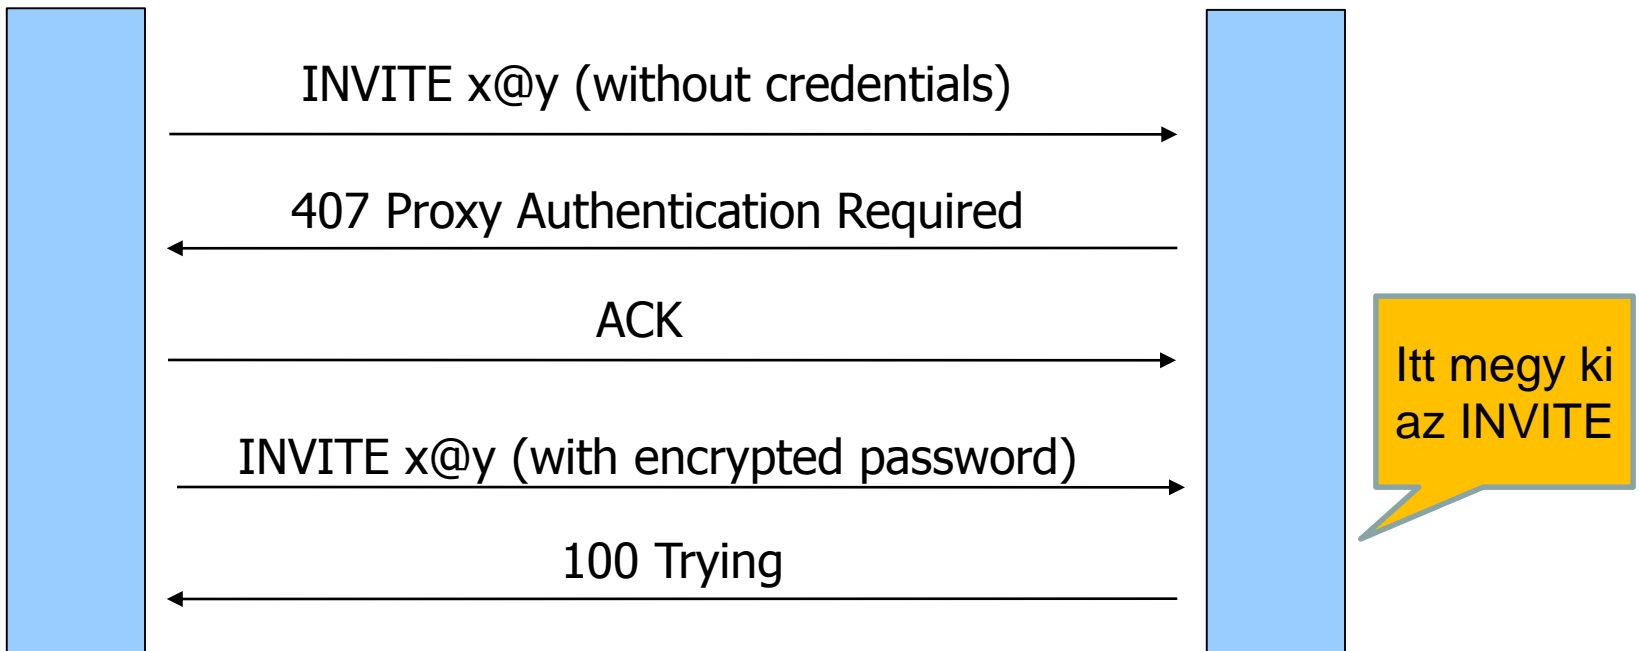 INVITE x@y (without credentials)
407 Proxy Authentication Required
ACK
Itt megy ki
az INVITE
INVITE x@y (with encrypted password)
100 Trying